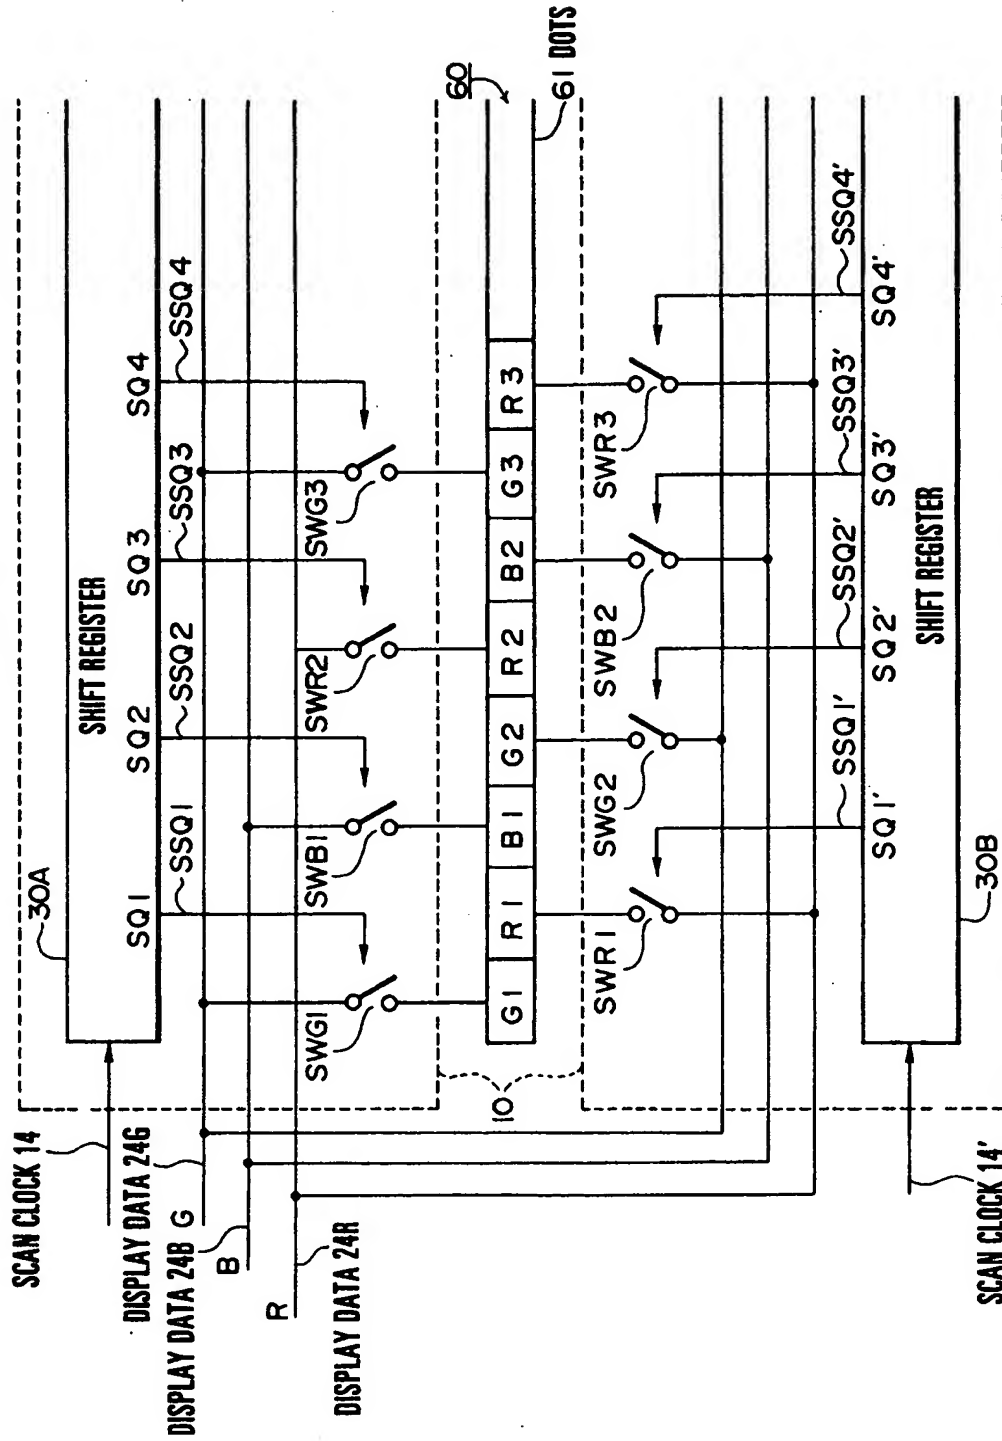 SCAN CLOCK 14
DISPLAY DATA 24G
G
DISPLAY DATA 24B
B
R
DISPLAY DATA 24R
30A
SHIFT REGISTER
SQ1
SQ2
SQ3
SQ4
SSQ1
SSQ2
SSQ3
SSQ4
SWG1
SWB1
SWR2
SWG3
10
60
61 DOTS
G1
R1
B1
G2
R2
B2
G3
R3
SWR1
SWG2
SWB2
SWR3
SSQ1'
SSQ2'
SSQ3'
SSQ4'
SQ1'
SQ2'
SQ3'
SQ4'
SHIFT REGISTER
30B
SCAN CLOCK 14'